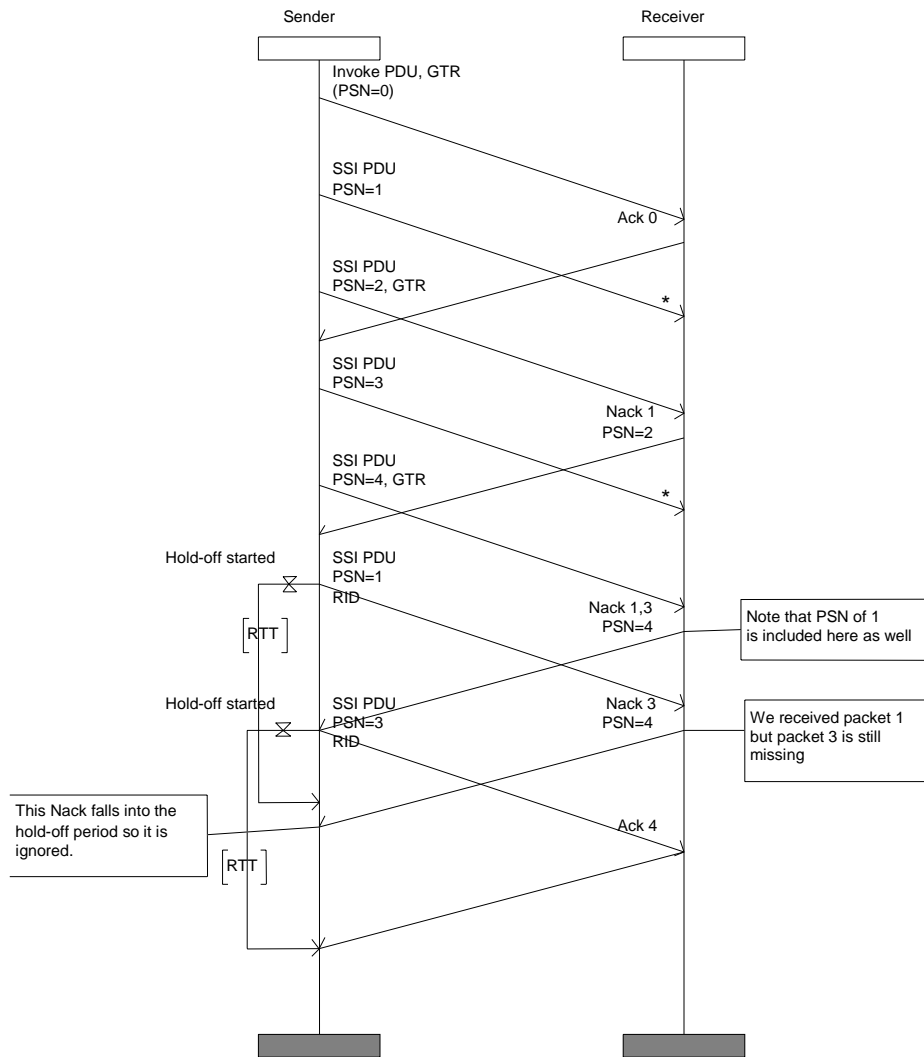 Sender
Receiver
Invoke PDU, GTR
(PSN=0)
SSI PDU
PSN=1
Ack 0
SSI PDU
PSN=2, GTR
*
SSI PDU
PSN=3
Nack 1
PSN=2
SSI PDU
PSN=4, GTR
*
Hold-off started
SSI PDU
PSN=1
RID
Nack 1,3
PSN=4
Note that PSN of 1
is included here as well
RTT
Hold-off started
SSI PDU
PSN=3
RID
Nack 3
PSN=4
We received packet 1
but packet 3 is still
missing
This Nack falls into the
hold-off period so it is
ignored.
Ack 4
RTT